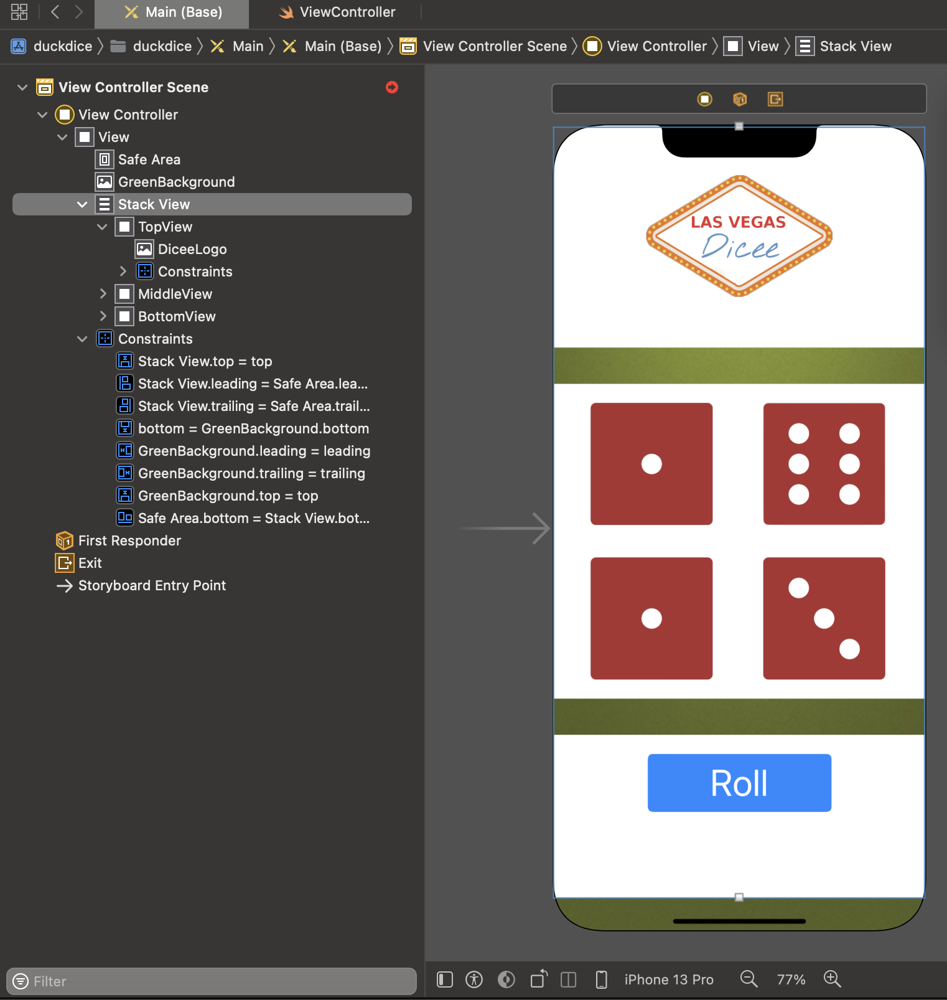 Main (Base)
ViewController
duckdice
duckdice
Main
Main (Base)
View Controller Scene
View Controller
View
Stack View
View Controller Scene
View Controller
View
Safe Area
GreenBackground
Stack View
TopView
DiceeLogo
Constraints
MiddleView
BottomView
Constraints
Stack View.top = top
Stack View.leading = Safe Area.lea...
Stack View.trailing = Safe Area.trail...
bottom = GreenBackground.bottom
GreenBackground.leading = leading
GreenBackground.trailing = trailing
GreenBackground.top = top
Safe Area.bottom = Stack View.bot...
First Responder
Exit
Storyboard Entry Point
Filter
LAS VEGAS
Dicee
Roll
iPhone 13 Pro
77%